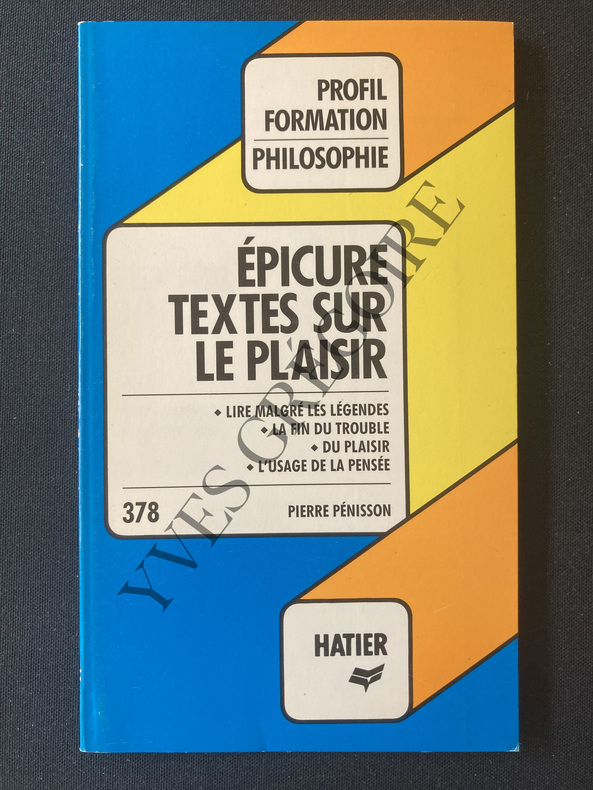 PROFIL
FORMATION
PHILOSOPHIE
ÉPICURE
TEXTES SUR
LE PLAISIR
◆ LIRE MALGRÉ LES LÉGENDES
◆ LA FIN DU TROUBLE
◆ DU PLAISIR
◆ L'USAGE DE LA PENSÉE
378 PIERRE PÉNISSON
HATIER
YVES GRÉGOIRE